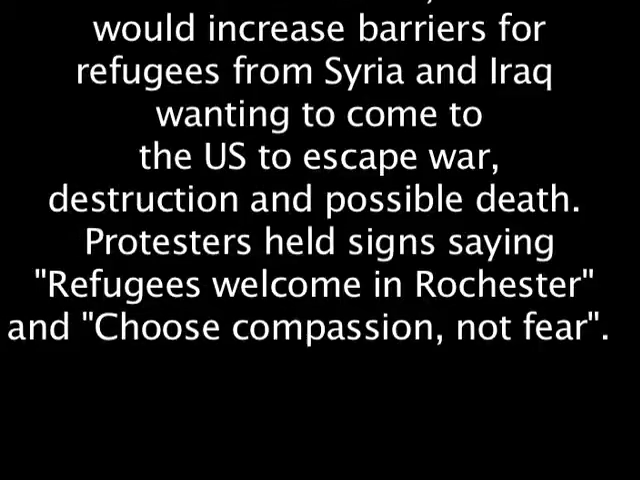 would increase barriers for
refugees from Syria and Iraq
wanting to come to
the US to escape war,
destruction and possible death.
Protesters held signs saying
"Refugees welcome in Rochester"
and "Choose compassion, not fear".